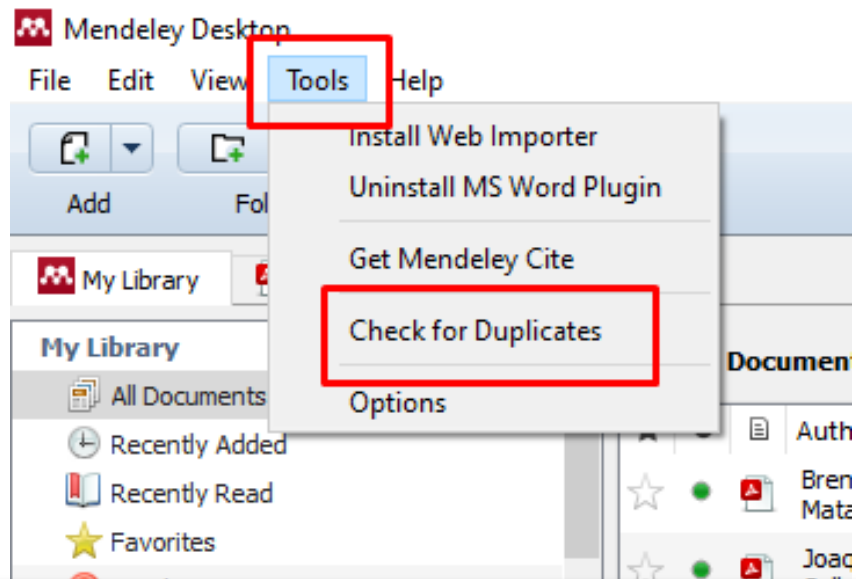 Mendeley Desktop
File Edit View Tools Help
Install Web Importer
Uninstall MS Word Plugin
Get Mendeley Cite
Check for Duplicates
Options
Add
My Library
My Library
All Documents
Recently Added
Recently Read
Favorites